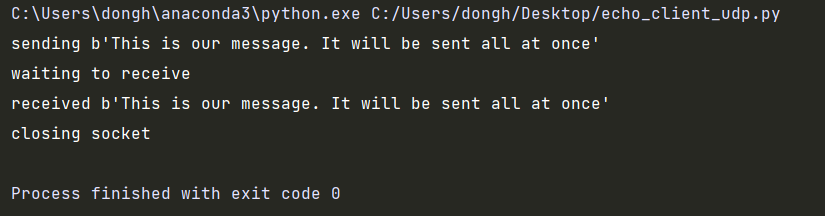 C:\Users\dongh\anaconda3\python.exe C:/Users/dongh/Desktop/echo_client_udp.py
sending b'This is our message. It will be sent all at once'
waiting to receive
received b'This is our message. It will be sent all at once'
closing socket
Process finished with exit code 0